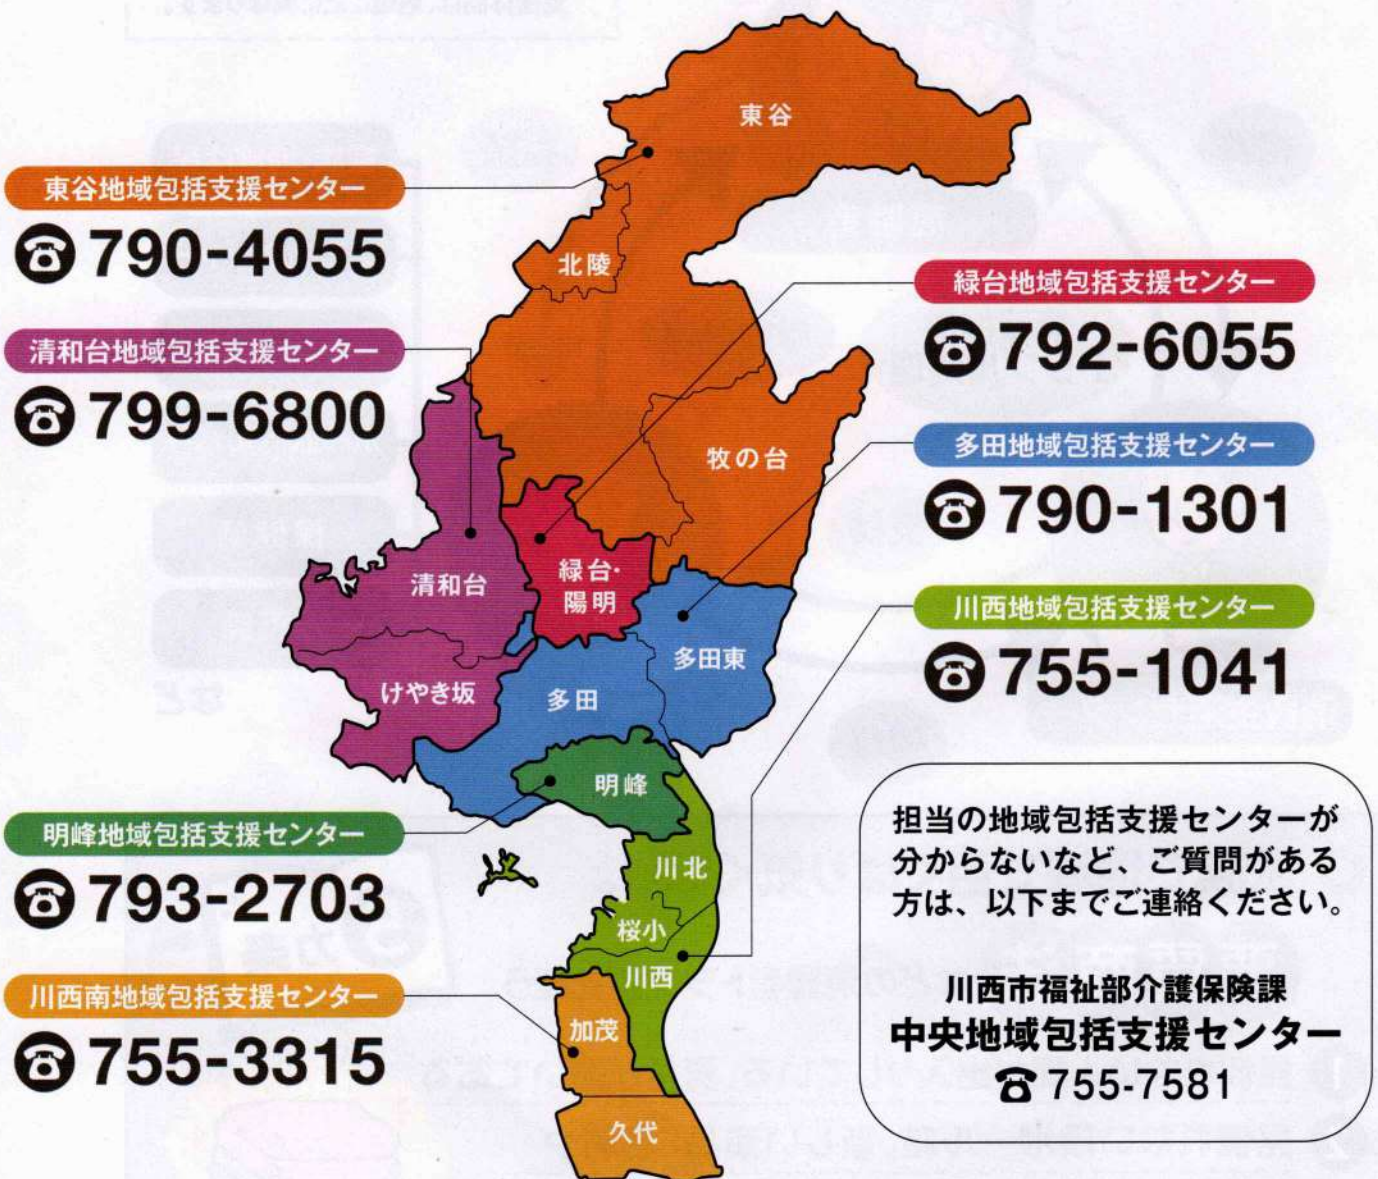 東谷
東谷地域包括支援センター
790-4055
北陵
緑台地域包括支援センター
792-6055
清和台地域包括支援センター
799-6800
牧の台
多田地域包括支援センター
790-1301
清和台
緑台・
陽明
川西地域包括支援センター
755-1041
多田東
けやき坂
多田
明峰
明峰地域包括支援センター
793-2703
川北
桜小
川西
川西南地域包括支援センター
755-3315
加茂
久代
担当の地域包括支援センターが
分からないなど、ご質問がある
方は、以下までご連絡ください。
川西市福祉部介護保険課
中央地域包括支援センター
755-7581